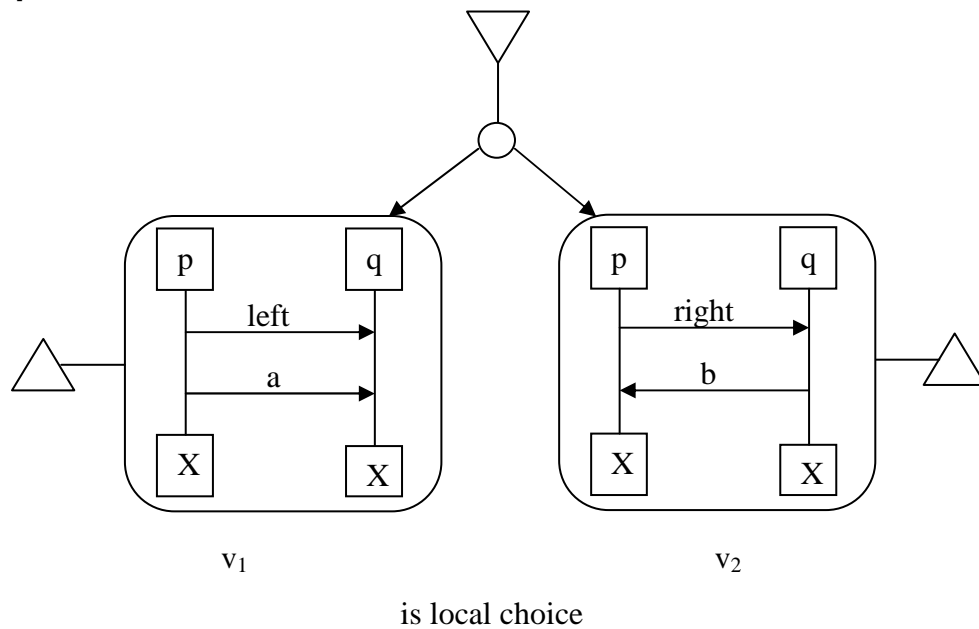 p q
left
a
X X
v₁
p q
right
b
X X
v₂
is local choice